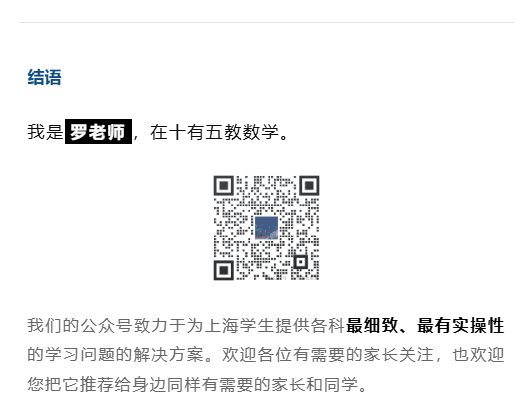 结语
我是罗老师，在十有五教数学。
我们的公众号致力于为上海学生提供各科最细致、最有实操性
的学习问题的解决方案。欢迎各位有需要的家长关注，也欢迎
您把它推荐给身边同样有需要的家长和同学。